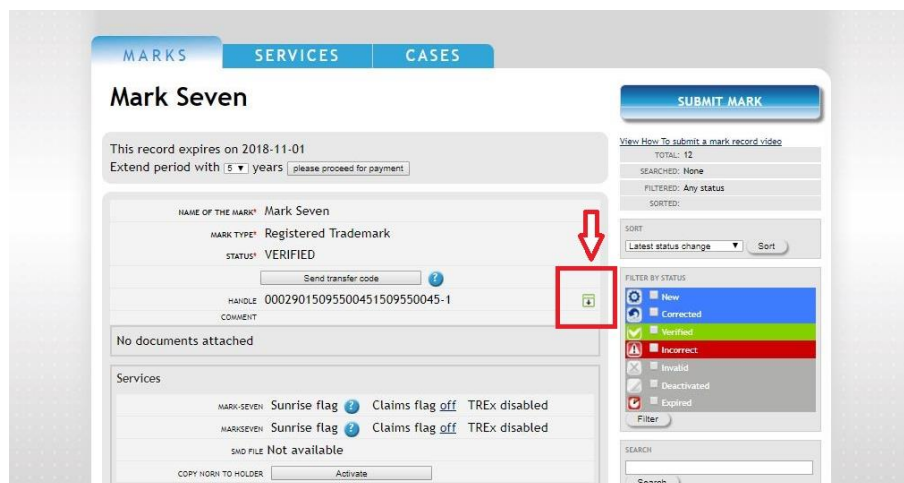 MARKS SERVICES CASES
Mark Seven
SUBMIT MARK
This record expires on 2018-11-01
Extend period with 5 years please proceed for payment
View How To submit a mark record video
TOTAL: 12
SEARCHED: None
FILTERED: Any status
SORTED:
NAME OF THE MARK* Mark Seven
MARK TYPE* Registered Trademark
STATUS* VERIFIED
Send transfer code ?
HANDLE 00029015095500451509550045-1
COMMENT
No documents attached
SORT
Latest status change Sort
FILTER BY STATUS
New
Corrected
Verified
Incorrect
Invalid
Deactivated
Expired
Filter
Services
MARK-SEVEN Sunrise flag ? Claims flag off TREx disabled
MARKSEVEN Sunrise flag ? Claims flag off TREx disabled
SMD FILE Not available
COPY NORN TO HOLDER Activate
SEARCH
Search